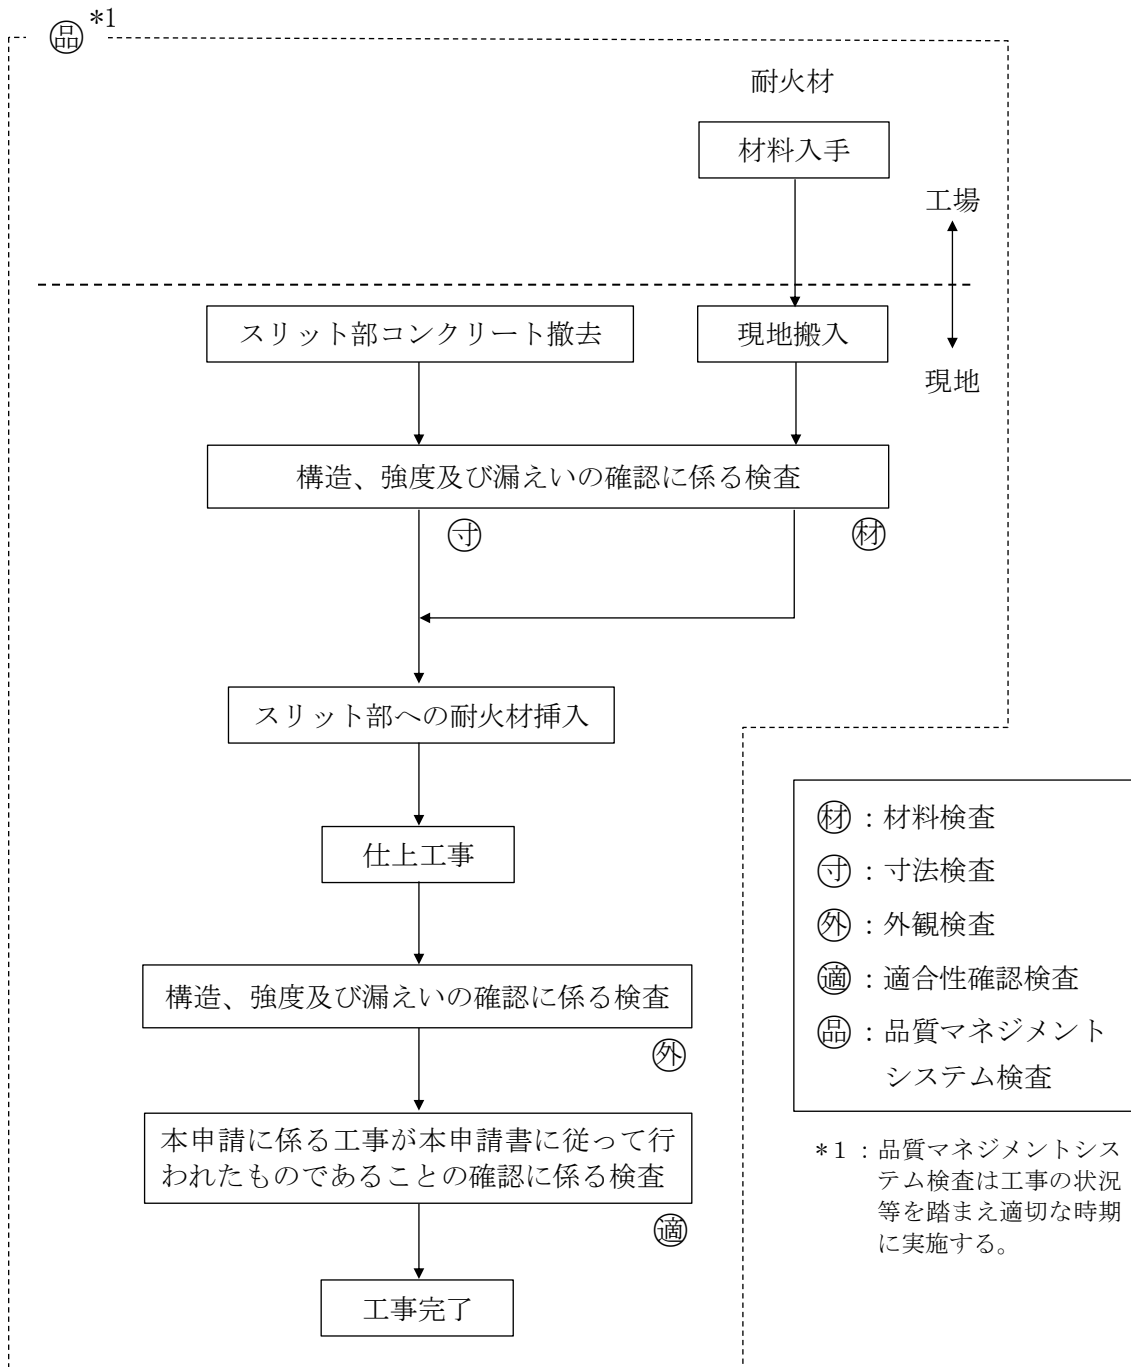 ㊔*1
耐火材
材料入手
工場
スリット部コンクリート撤去
現地搬入
現地
構造、強度及び漏えいの確認に係る検査
寸
材
スリット部への耐火材挿入
仕上工事
構造、強度及び漏えいの確認に係る検査
外
本申請に係る工事が本申請書に従って行
われたものであることの確認に係る検査
適
工事完了
材：材料検査
寸：寸法検査
外：外観検査
適：適合性確認検査
品：品質マネジメント
システム検査
*1：品質マネジメントシス
テム検査は工事の状況
等を踏まえ適切な時期
に実施する。